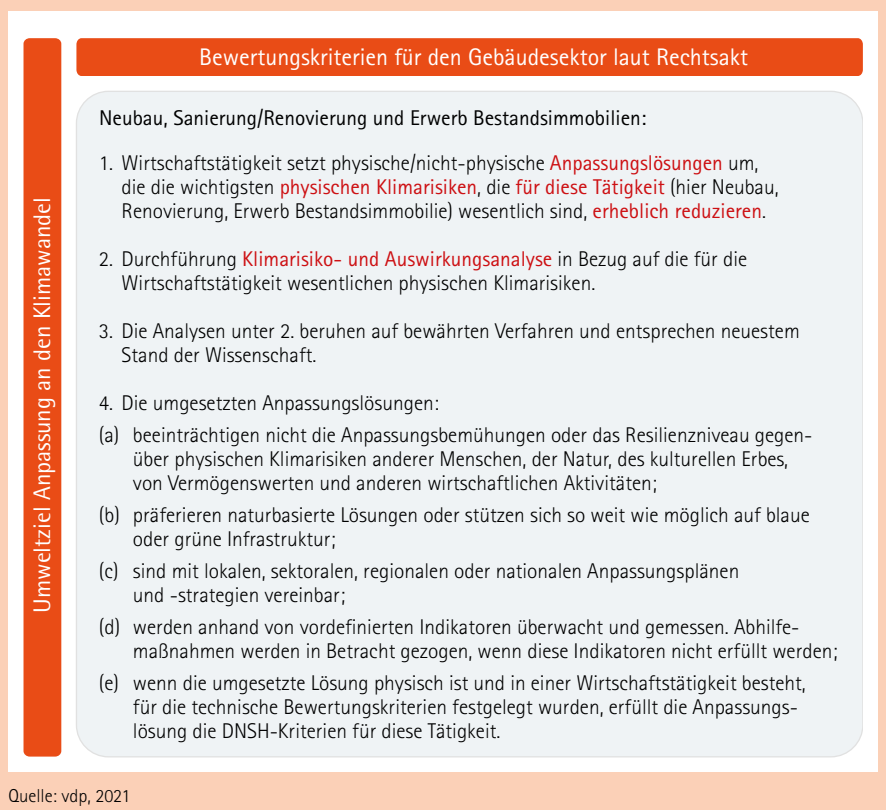 Umweltziel Anpassung an den Klimawandel
Bewertungskriterien für den Gebäudesektor laut Rechtsakt
Neubau, Sanierung/Renovierung und Erwerb Bestandsimmobilien:
1. Wirtschaftstätigkeit setzt physische/nicht-physische Anpassungslösungen um,
die die wichtigsten physischen Klimarisiken, die für diese Tätigkeit (hier Neubau,
Renovierung, Erwerb Bestandsimmobilie) wesentlich sind, erheblich reduzieren.
2. Durchführung Klimarisiko- und Auswirkungsanalyse in Bezug auf die für die
Wirtschaftstätigkeit wesentlichen physischen Klimarisiken.
3. Die Analysen unter 2. beruhen auf bewährten Verfahren und entsprechen neuestem
Stand der Wissenschaft.
4. Die umgesetzten Anpassungslösungen:
(a) beeinträchtigen nicht die Anpassungsbemühungen oder das Resilienzniveau gegen-
über physischen Klimarisiken anderer Menschen, der Natur, des kulturellen Erbes,
von Vermögenswerten und anderen wirtschaftlichen Aktivitäten;
(b) präferieren naturbasierte Lösungen oder stützen sich so weit wie möglich auf blaue
oder grüne Infrastruktur;
(c) sind mit lokalen, sektoralen, regionalen oder nationalen Anpassungsplänen
und -strategien vereinbar;
(d) werden anhand von vordefinierten Indikatoren überwacht und gemessen. Abhilfe-
maßnahmen werden in Betracht gezogen, wenn diese Indikatoren nicht erfüllt werden;
(e) wenn die umgesetzte Lösung physisch ist und in einer Wirtschaftstätigkeit besteht,
für die technische Bewertungskriterien festgelegt wurden, erfüllt die Anpassungs-
lösung die DNSH-Kriterien für diese Tätigkeit.
Quelle: vdp, 2021